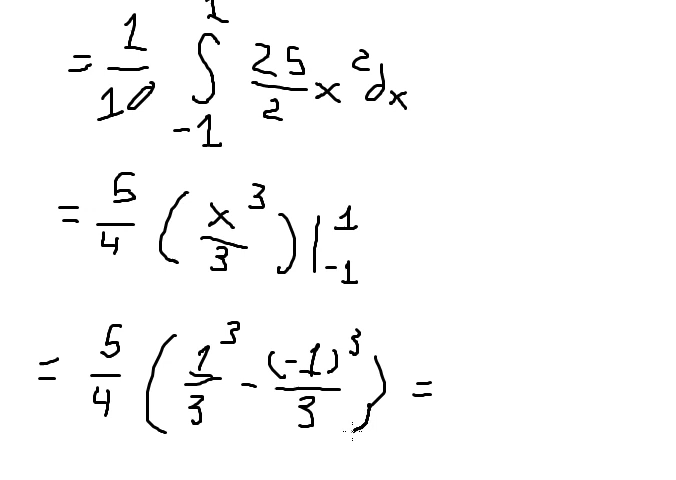 = 1/10 ∫_{-1}^{1} 25/2 x^2 dx
= 5/4 (x^3/3)|_{-1}^{1}
= 5/4 (1^3/3 - (-1)^3/3) =